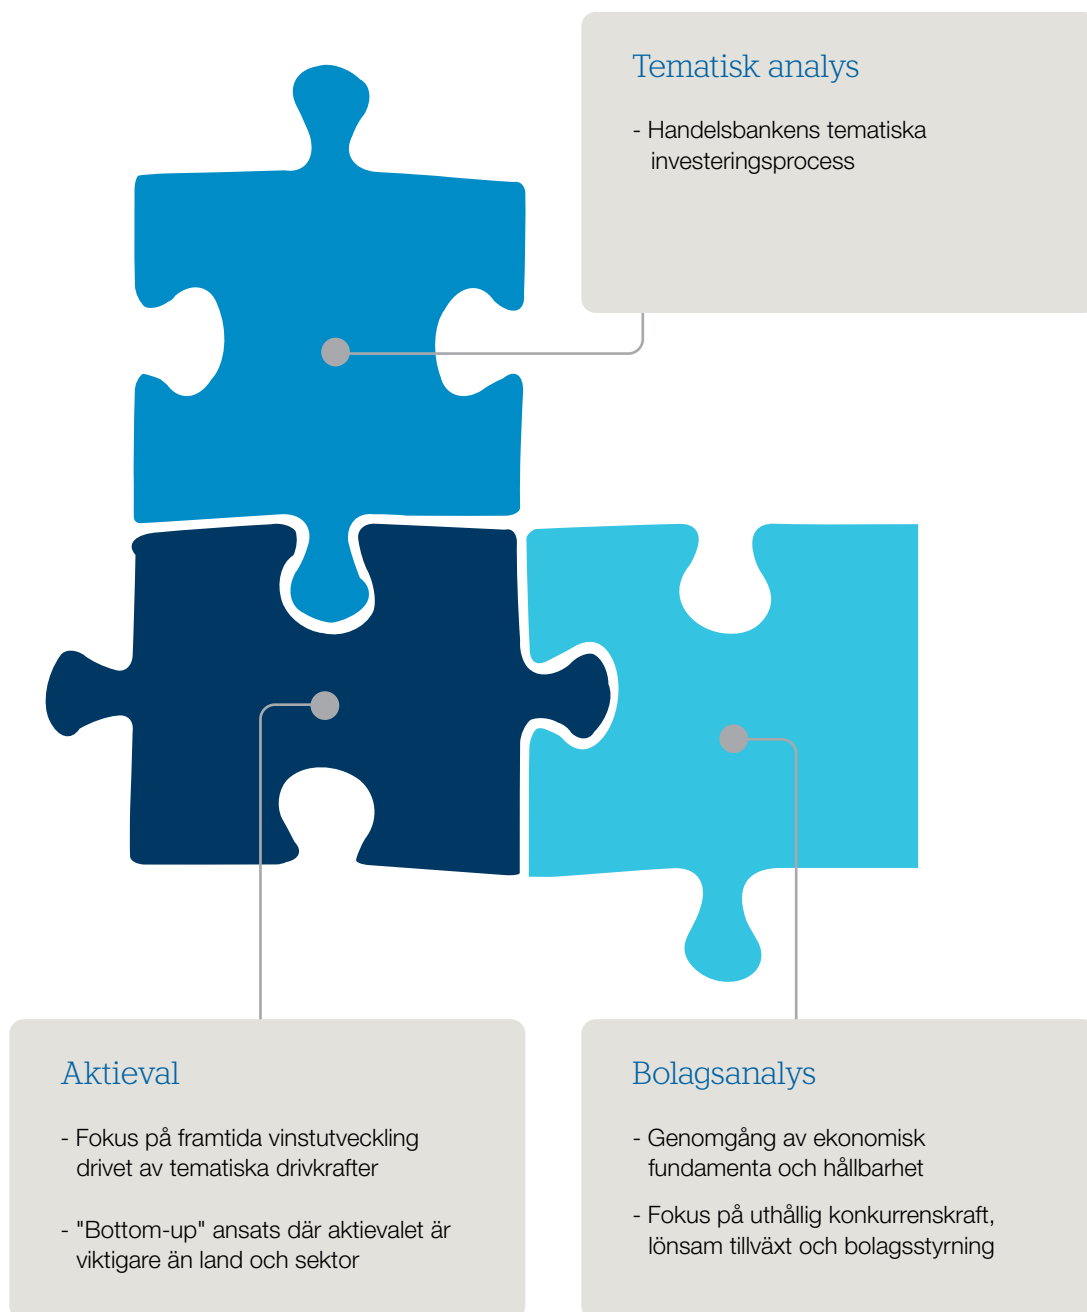 Tematisk analys
- Handelsbankens tematiska
investeringsprocess
Aktieval
- Fokus på framtida vinstutveckling
drivet av tematiska drivkrafter
- "Bottom-up" ansats där aktievalet är
viktigare än land och sektor
Bolagsanalys
- Genomgång av ekonomisk
fundamenta och hållbarhet
- Fokus på uthållig konkurrenskraft,
lönsam tillväxt och bolagsstyrning